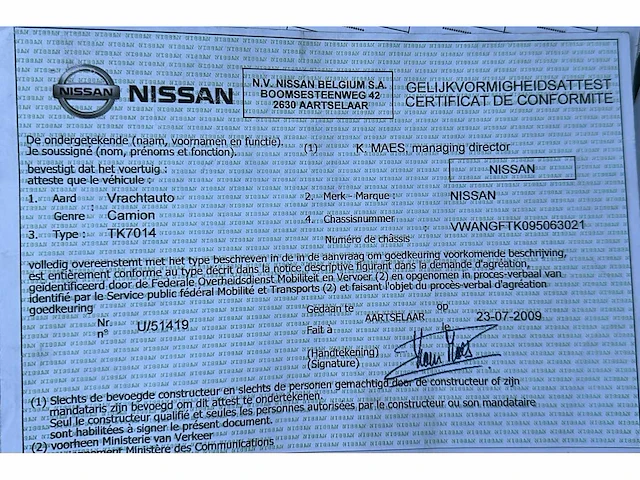 NISSAN
NISSAN
N.V. NISSAN BELGIUM S.A.
BOOMSESTEENWEG 42
2630 AARTSELAAR
GELIJKVORMIGHEIDSATTEST
CERTIFICAT DE CONFORMITE
De ondergetekende (naam, voornamen en functie).
Je soussigné (nom, prénoms et fonction).
(1) K. MAES, managing director
bevestigt dat het voertuig :
atteste que le véhicule :
NISSAN
1. Aard : Vrachtauto
Genre : Camion
2. Merk – Marque : NISSAN
3. Type : TK7014
4. Chassisnummer
Numéro de châssis : VWANGFTK095063021
volledig overeenstemt met het type beschreven in de in aanvraag om goedkeuring voorkomende beschrijving,
est entièrement conforme au type décrit dans la notice descriptive figurant dans la demande d'agréation,
geidentificeerd door de Federale Overheidsdienst Mobiliteit en Vervoer (2) en opgenomen in proces-verbaal van
identifié par le Service public fédéral Mobilité et Transports (2) et faisant l'objet du procès-verbal d'agréation
goedkeuring
Nr.
n° U/51419
Gedaan te
Fait à AARTSELAAR
op
le 23-07-2009
(Handtekening)
(Signature)
(1) Slechts de bevoegde constructeur en slechts de personen gemachtigd door de constructeur of zijn
mandataris zijn bevoegd om dit attest te ondertekenen.
Seul le constructeur qualifié et seules les personnes autorisées par le constructeur ou son mandataire
sont habilitées à signer le présent document.
(2) voorheen Ministerie van Verkeer
Ministère des Communications